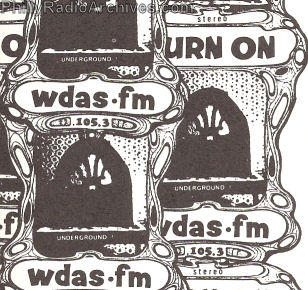 PhillyRadioArchives.com
stereo
O
URN ON
UNDERGROUND !
wdas•fm
105.3
UNDERGROUND !
UNDERGROUND !
•f
wdas•fm
105.3
stereo
wdas•fm